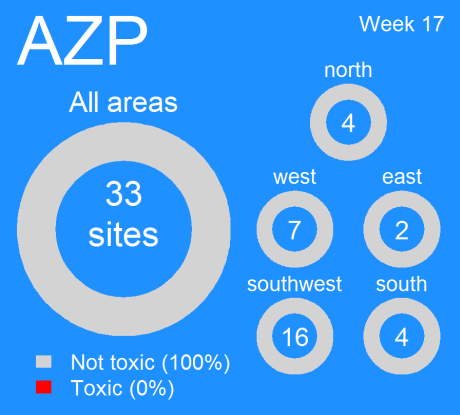 AZP
Week 17
All areas
33
sites
north
4
west
7
east
2
southwest
16
south
4
Not toxic (100%)
Toxic (0%)